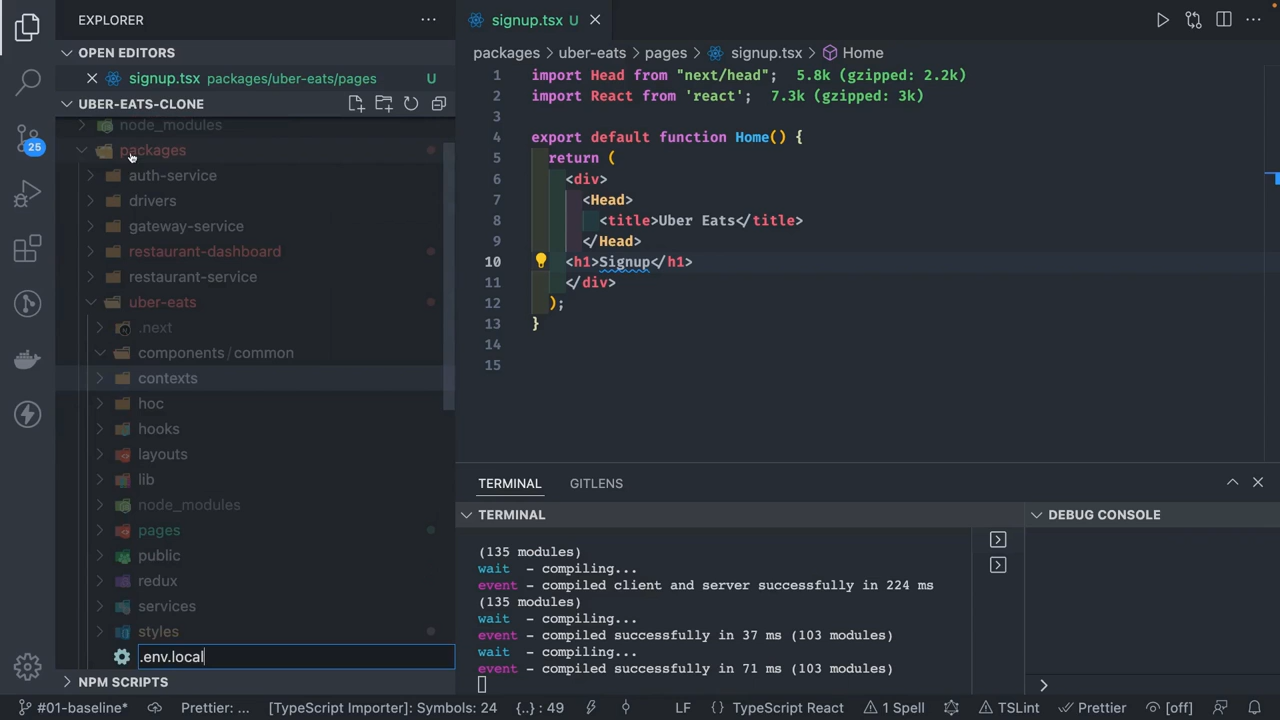 EXPLORER
OPEN EDITORS
signup.tsx packages/uber-eats/pages U
UBER-EATS-CLONE
node_modules
packages
auth-service
drivers
gateway-service
restaurant-dashboard
restaurant-service
uber-eats
.next
components / common
contexts
hoc
hooks
layouts
lib
node_modules
pages
public
redux
services
styles
.env.local
NPM SCRIPTS
25
signup.tsx U
packages > uber-eats > pages > signup.tsx > Home
1 import Head from "next/head"; 5.8k (gzipped: 2.2k)
2 import React from 'react'; 7.3k (gzipped: 3k)
3
4 export default function Home() {
5 return (
6 <div>
7 <Head>
8 <title>Uber Eats</title>
9 </Head>
10 <h1>Signup</h1>
11 </div>
12 );
13 }
14
15
TERMINAL GITLENS
TERMINAL
(135 modules)
wait - compiling...
event - compiled client and server successfully in 224 ms
(135 modules)
wait - compiling...
event - compiled successfully in 37 ms (103 modules)
wait - compiling...
event - compiled successfully in 71 ms (103 modules)
DEBUG CONSOLE
#01-baseline* Prettier: ... [TypeScript Importer]: Symbols: 24 {..} : 49 LF {} TypeScript React 1 Spell TSLint Prettier [off]